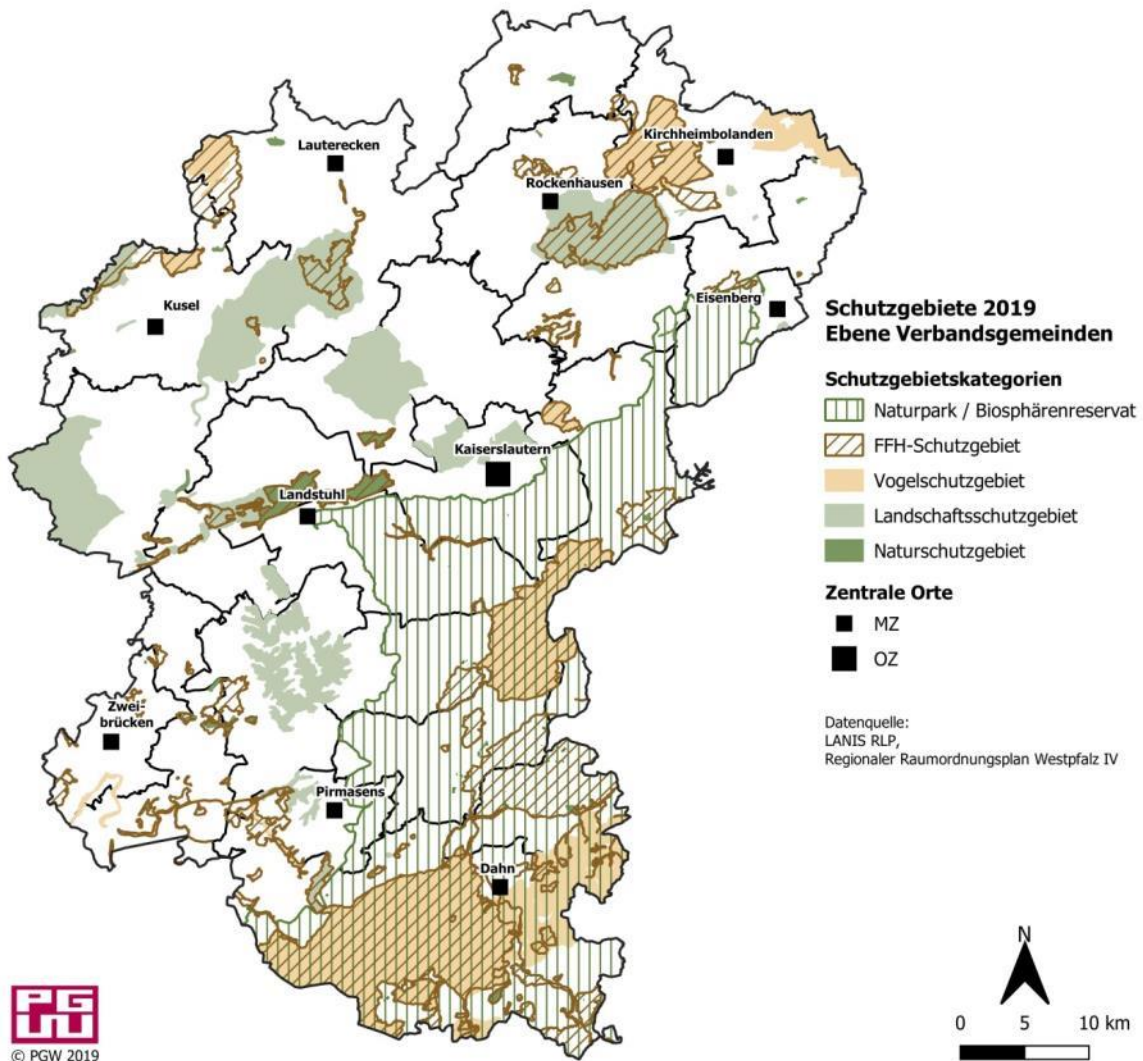 Lauterecken
Kirchheimbolanden
Rockenhausen
Kusel
Eisenberg
Kaiserslautern
Landstuhl
Zwei-
brücken
Pirmasens
Dahn
Schutzgebiete 2019
Ebene Verbandsgemeinden
Schutzgebietskategorien
Naturpark / Biosphärenreservat
FFH-Schutzgebiet
Vogelschutzgebiet
Landschaftsschutzgebiet
Naturschutzgebiet
Zentrale Orte
MZ
OZ
Datenquelle:
LANIS RLP,
Regionaler Raumordnungsplan Westpfalz IV
N
0 5 10 km
PGW
© PGW 2019